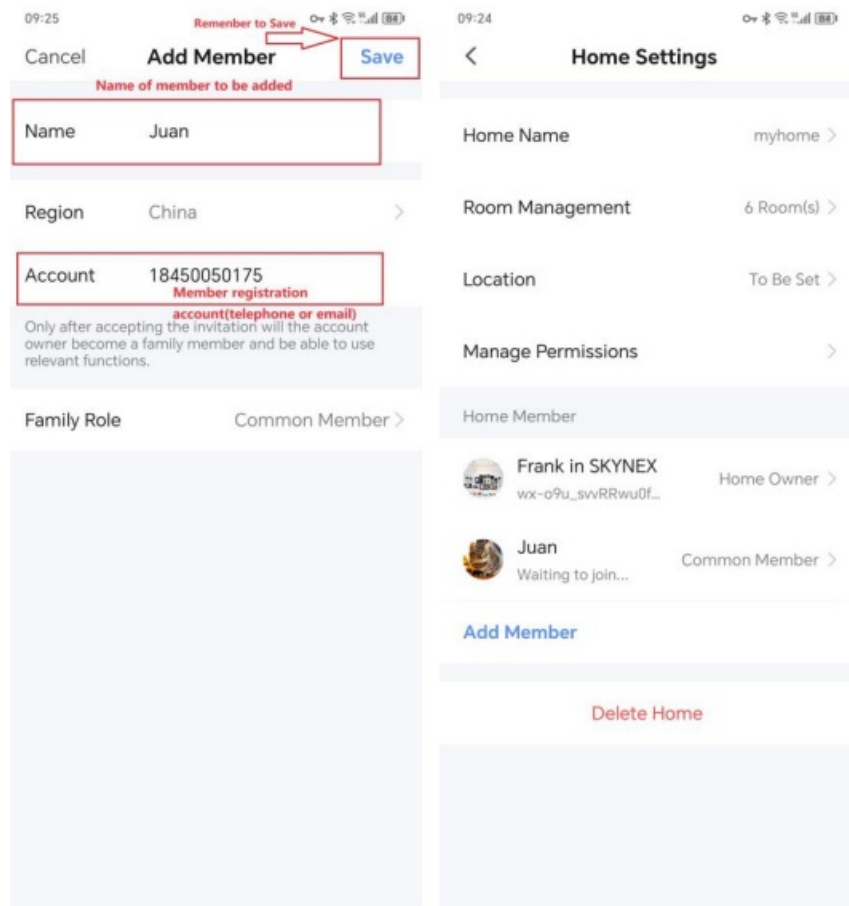 09:25
Remenber to Save
84
Cancel
Add Member
Save
Name of member to be added
Name
Juan
Region
China
Account
18450050175
Member registration
account(telephone or email)
Only after accepting the invitation will the account
owner become a family member and be able to use
relevant functions.
Family Role
Common Member
09:24
84
Home Settings
Home Name
myhome
Room Management
6 Room(s)
Location
To Be Set
Manage Permissions
Home Member
Frank in SKYNEX
Home Owner
wx-o9u_svvRRwu0f...
Juan
Common Member
Waiting to join...
Add Member
Delete Home